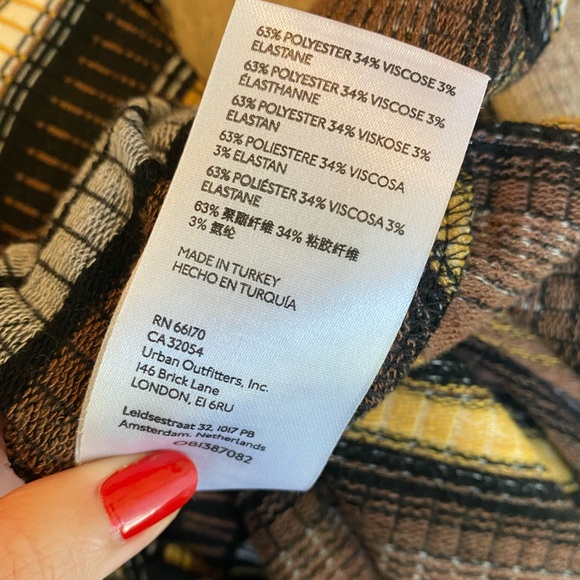 63% POLYESTER 34% VISCOSE 3%
ELASTANE
63% POLYESTER 34% VISCOSE 3%
ÉLASTHANNE
63% POLYESTER 34% VISKOSE 3%
ELASTAN
63% POLIESTERE 34% VISCOSA
3% ELASTAN
63% POLIÉSTER 34% VISCOSA 3%
ELASTANE
63% 聚酯纤维 34% 粘胶纤维
3% 氨纶
MADE IN TURKEY
HECHO EN TURQUÍA
RN 66170
CA 32054
Urban Outfitters, Inc.
146 Brick Lane
LONDON, E1 6RU
Leidsestraat 32, 1017 PB
Amsterdam, Netherlands
OB1387082